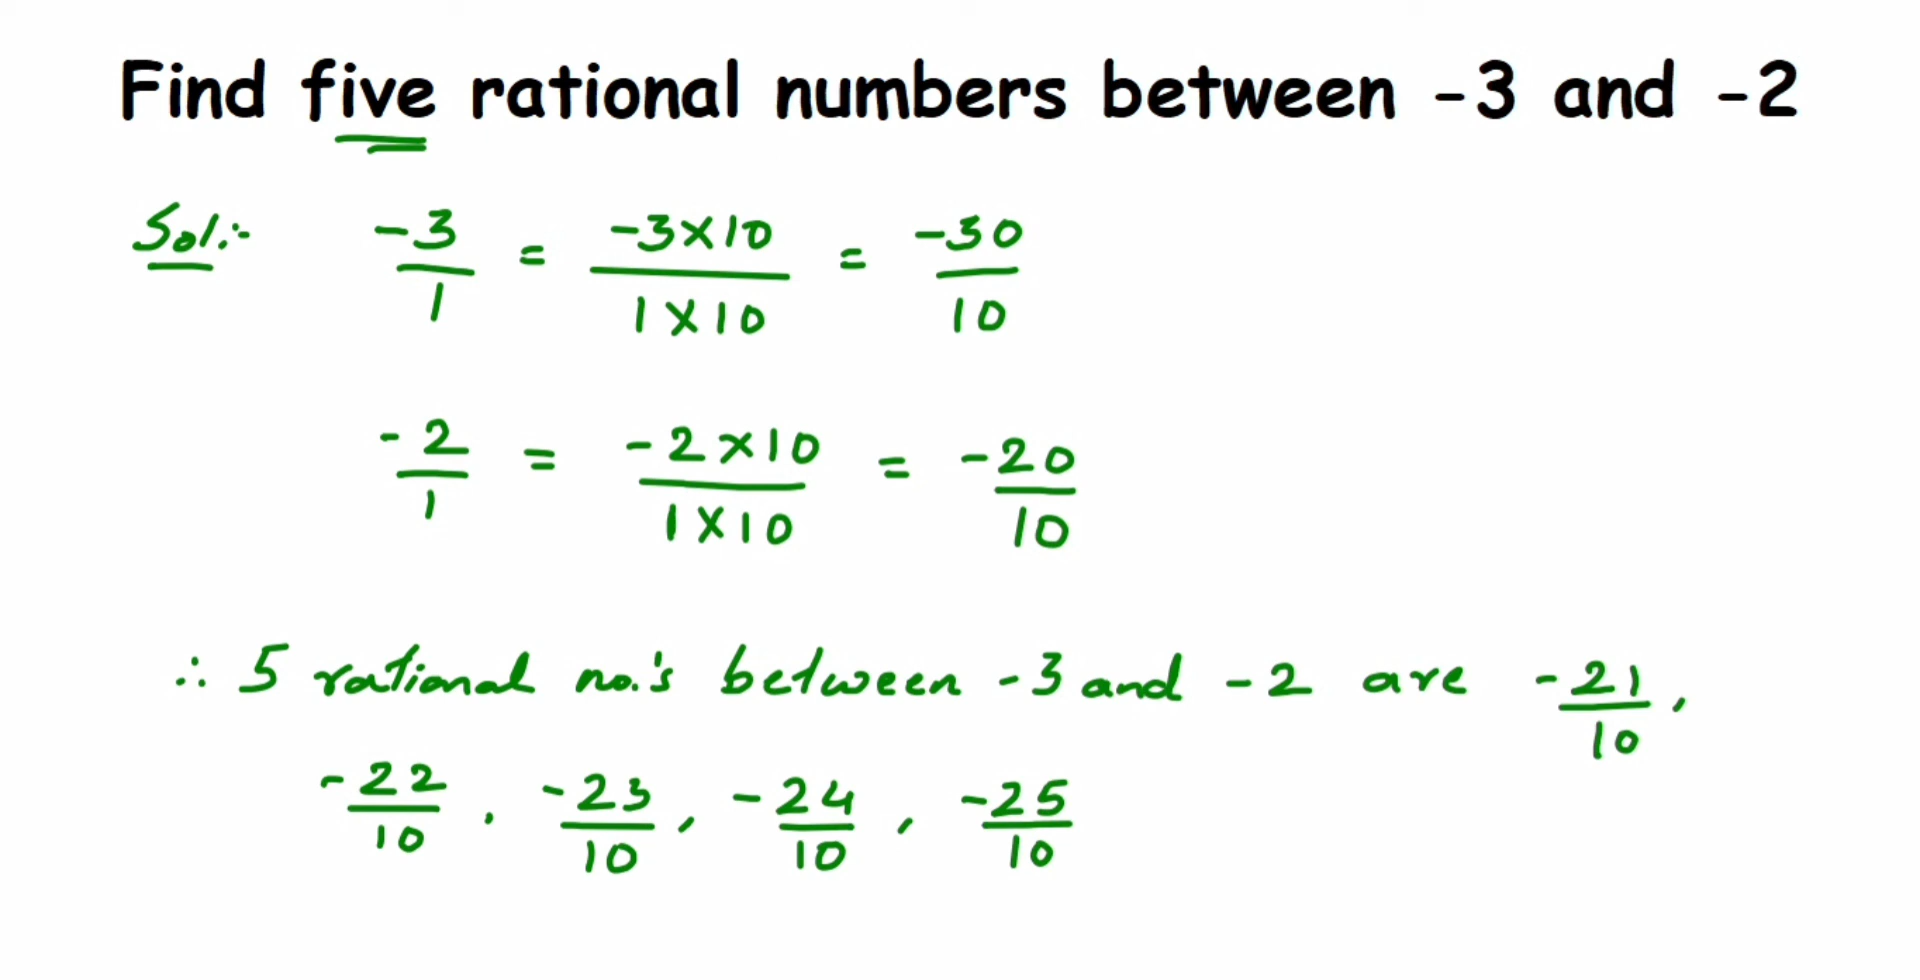 Find five rational numbers between -3 and -2
Sol:- -3/1 = -3×10/1×10 = -30/10
-2/1 = -2×10/1×10 = -20/10
∴ 5 rational no.'s between -3 and -2 are -21/10,
-22/10, -23/10, -24/10, -25/10